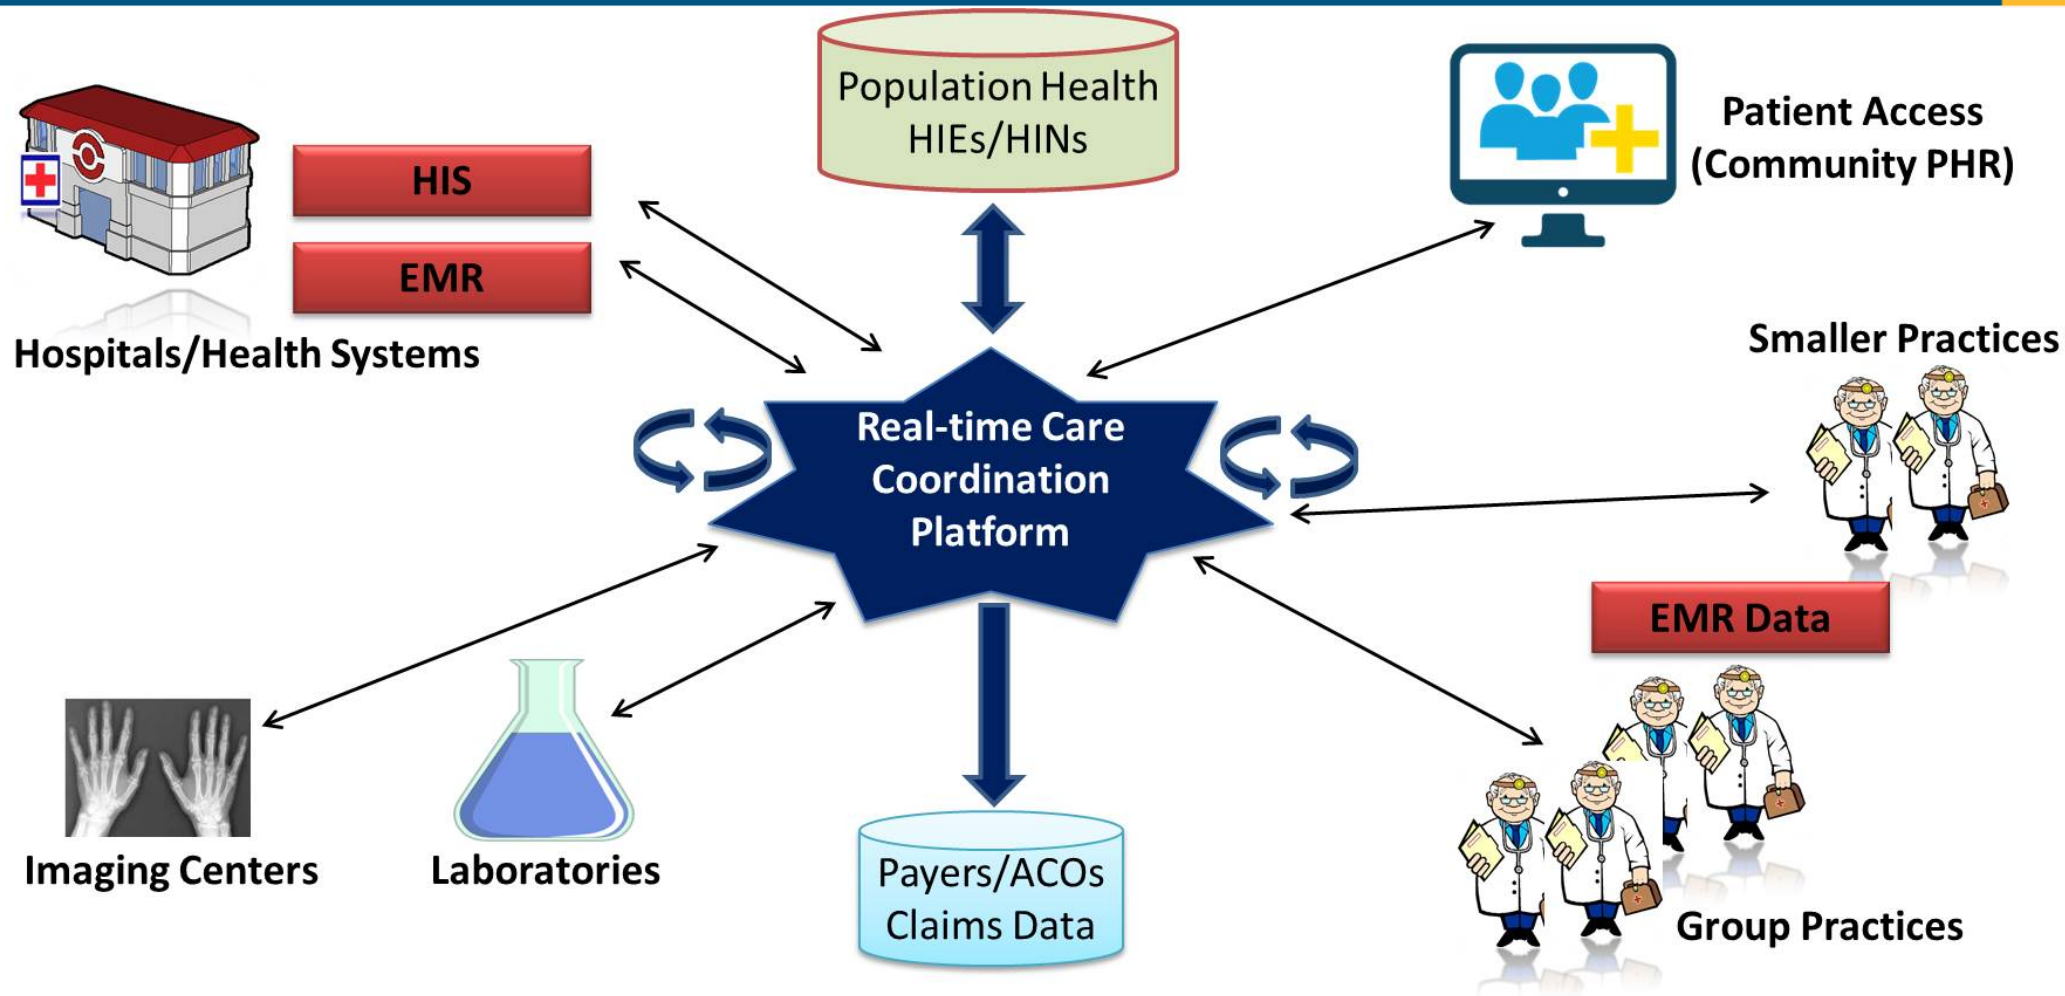 Population Health
HIEs/HINs
HIS
EMR
Hospitals/Health Systems
Patient Access
(Community PHR)
Smaller Practices
Real-time Care
Coordination
Platform
EMR Data
Imaging Centers
Laboratories
Payers/ACOs
Claims Data
Group Practices